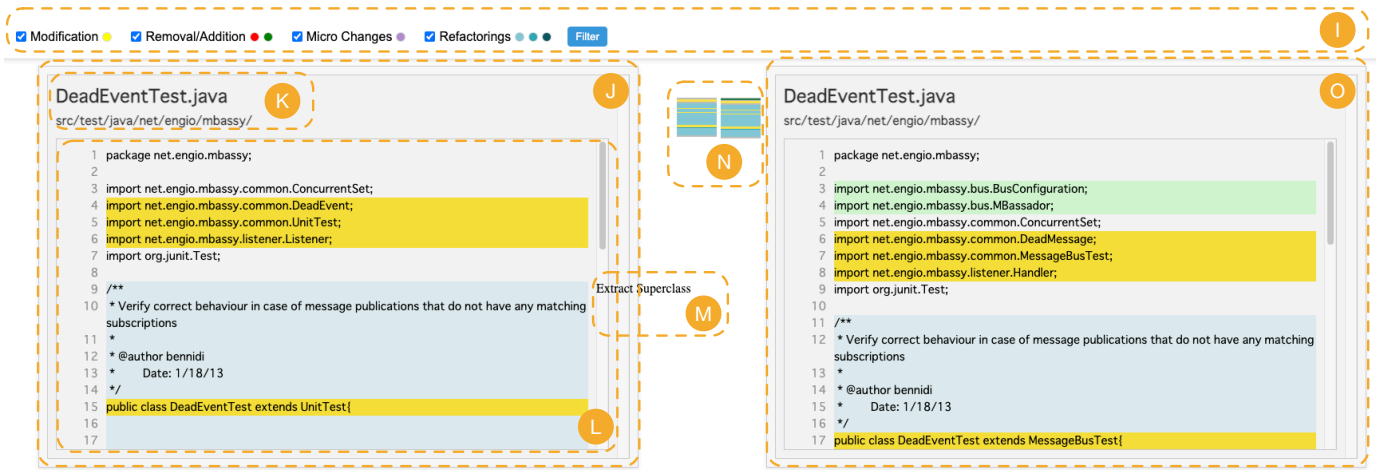 Modification Removal/Addition Micro Changes Refactorings Filter I
DeadEventTest.java K J
src/test/java/net/engio/mbassy/
1 package net.engio.mbassy;
2
3 import net.engio.mbassy.common.ConcurrentSet;
4 import net.engio.mbassy.common.DeadEvent;
5 import net.engio.mbassy.common.UnitTest;
6 import net.engio.mbassy.listener.Listener;
7 import org.junit.Test;
8
9 /**
10 * Verify correct behaviour in case of message publications that do not have any matching
subscriptions
11 *
12 * @author bennidi
13 * Date: 1/18/13
14 */
15 public class DeadEventTest extends UnitTest{
16
17
L
N
Extract Superclass
M
DeadEventTest.java O
src/test/java/net/engio/mbassy/
1 package net.engio.mbassy;
2
3 import net.engio.mbassy.bus.BusConfiguration;
4 import net.engio.mbassy.bus.MBassador;
5 import net.engio.mbassy.common.ConcurrentSet;
6 import net.engio.mbassy.common.DeadMessage;
7 import net.engio.mbassy.common.MessageBusTest;
8 import net.engio.mbassy.listener.Handler;
9 import org.junit.Test;
10
11 /**
12 * Verify correct behaviour in case of message publications that do not have any matching
subscriptions
13 *
14 * @author bennidi
15 * Date: 1/18/13
16 */
17 public class DeadEventTest extends MessageBusTest{